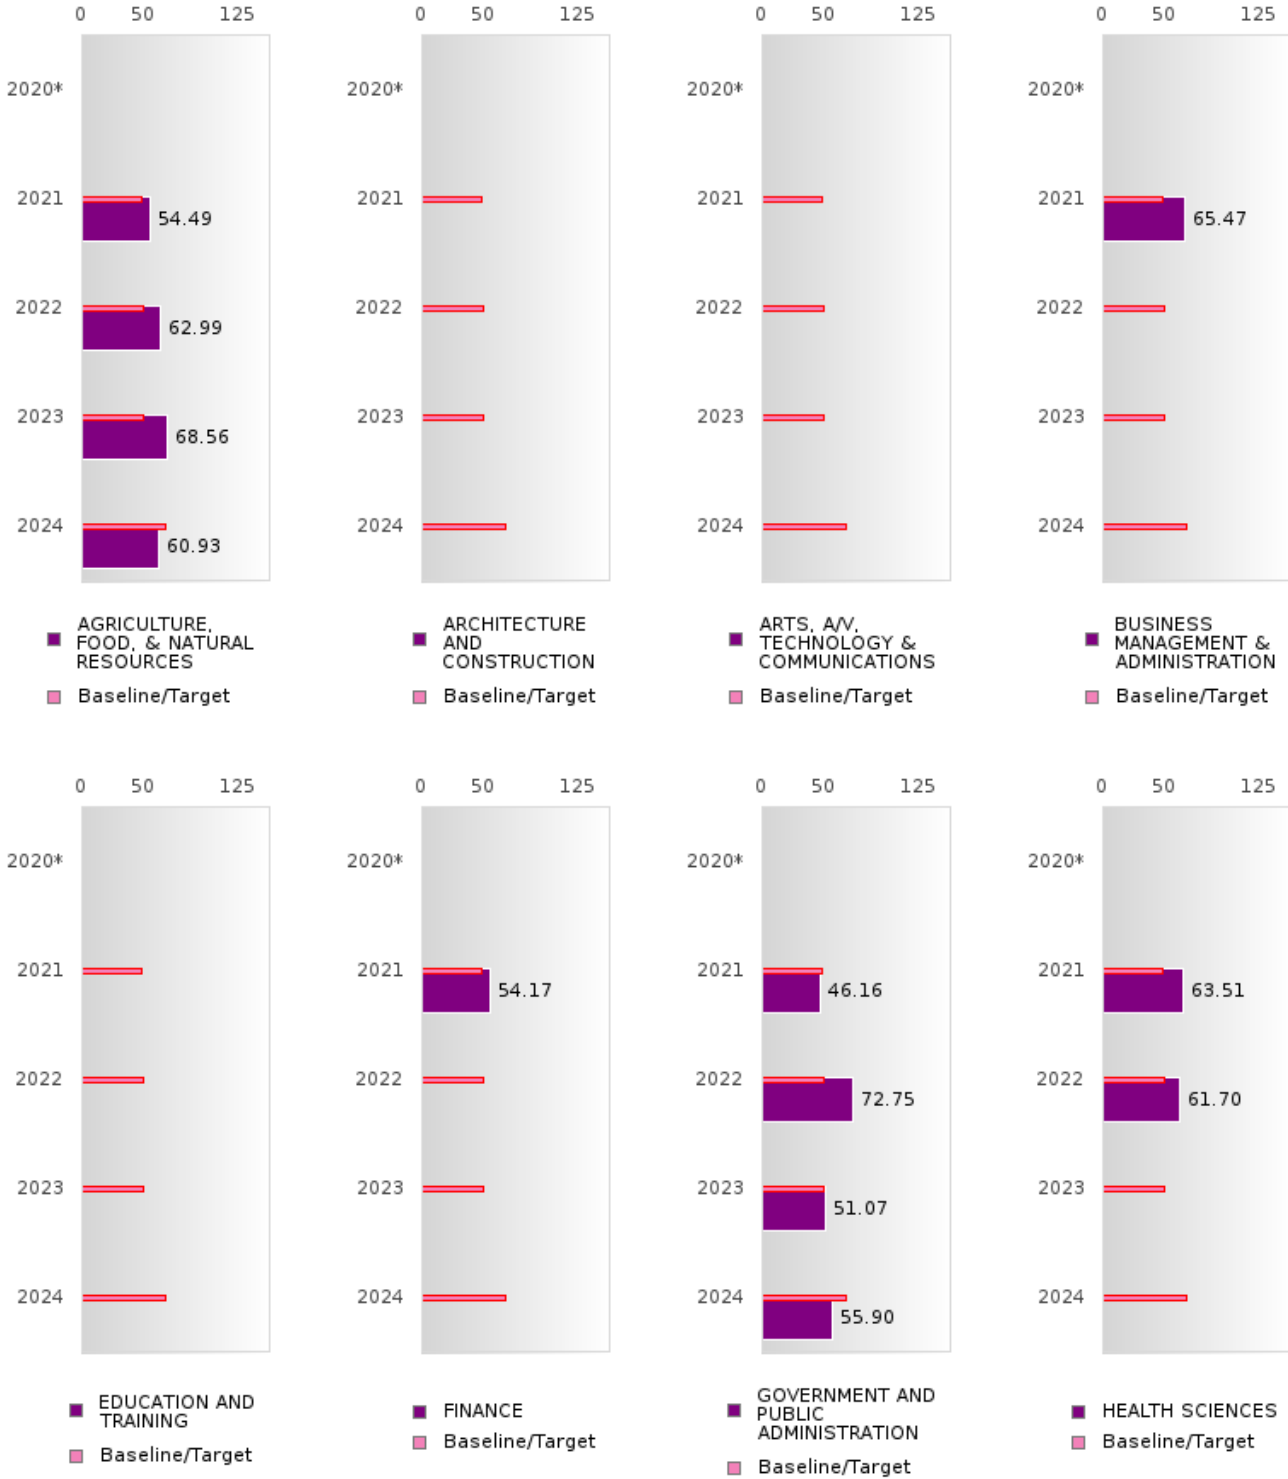 0 50 125 0 50 125 0 50 125 0 50 125
2020* 2020* 2020* 2020*
2021 54.49 2021 2021 2021 65.47
2022 62.99 2022 2022 2022
2023 68.56 2023 2023 2023
2024 60.93 2024 2024 2024
AGRICULTURE,
FOOD, & NATURAL
RESOURCES
Baseline/Target
ARCHITECTURE
AND
CONSTRUCTION
Baseline/Target
ARTS, A/V,
TECHNOLOGY &
COMMUNICATIONS
Baseline/Target
BUSINESS
MANAGEMENT &
ADMINISTRATION
Baseline/Target
0 50 125 0 50 125 0 50 125 0 50 125
2020* 2020* 2020* 2020*
2021 2021 54.17 2021 46.16 2021 63.51
2022 2022 2022 72.75 2022 61.70
2023 2023 2023 51.07 2023
2024 2024 2024 55.90 2024
EDUCATION AND
TRAINING
Baseline/Target
FINANCE
Baseline/Target
GOVERNMENT AND
PUBLIC
ADMINISTRATION
Baseline/Target
HEALTH SCIENCES
Baseline/Target